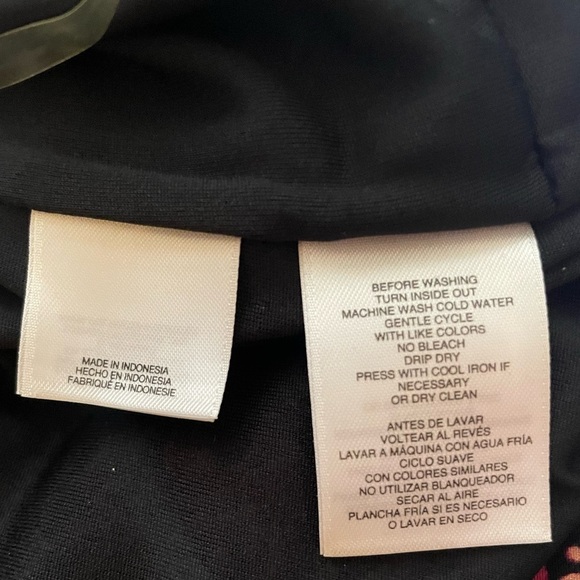 MADE IN INDONESIA
HECHO EN INDONESIA
FABRIQUÉ EN INDONESIE
BEFORE WASHING
TURN INSIDE OUT
MACHINE WASH COLD WATER
GENTLE CYCLE
WITH LIKE COLORS
NO BLEACH
DRIP DRY
PRESS WITH COOL IRON IF
NECESSARY
OR DRY CLEAN
ANTES DE LAVAR
VOLTEAR AL REVÉS
LAVAR A MÁQUINA CON AGUA FRÍA
CICLO SUAVE
CON COLORES SIMILARES
NO UTILIZAR BLANQUEADOR
SECAR AL AIRE
PLANCHA FRÍA SI ES NECESARIO
O LAVAR EN SECO